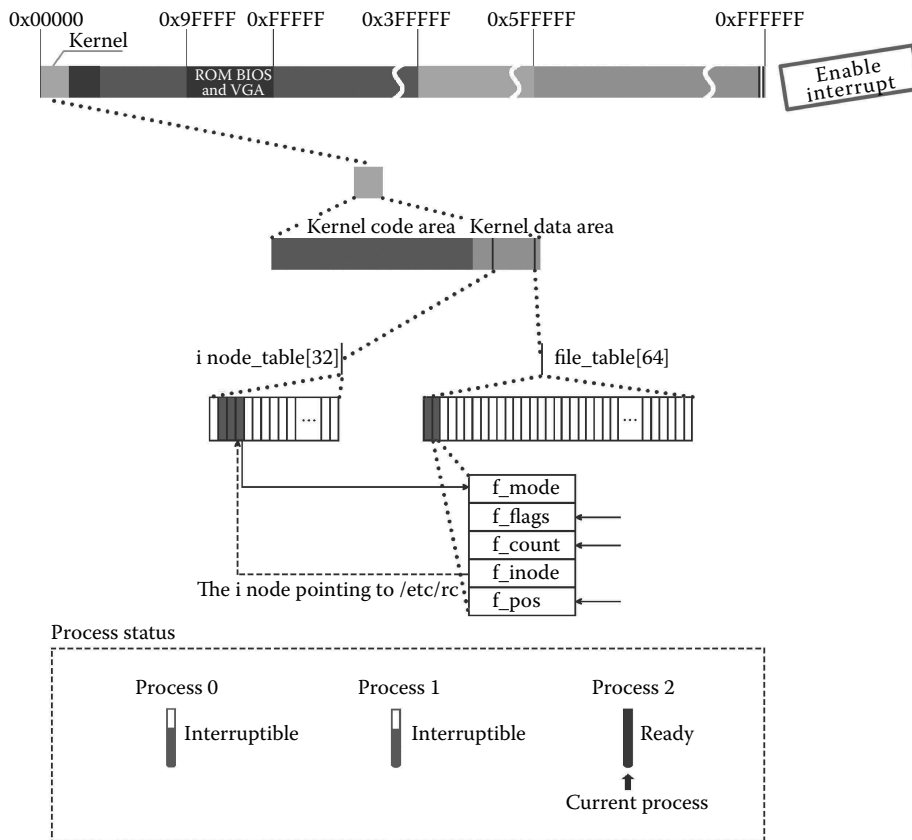 0x00000 0x9FFFF 0xFFFFF 0x3FFFFF 0x5FFFFF 0xFFFFFF
Kernel
ROM BIOS
and VGA
Enable
interrupt
Kernel code area Kernel data area
i node_table[32] file_table[64]
... ...
f_mode
f_flags
f_count
f_inode
The i node pointing to /etc/rc
f_pos
Process status
Process 0 Process 1 Process 2
Interruptible Interruptible Ready
Current process